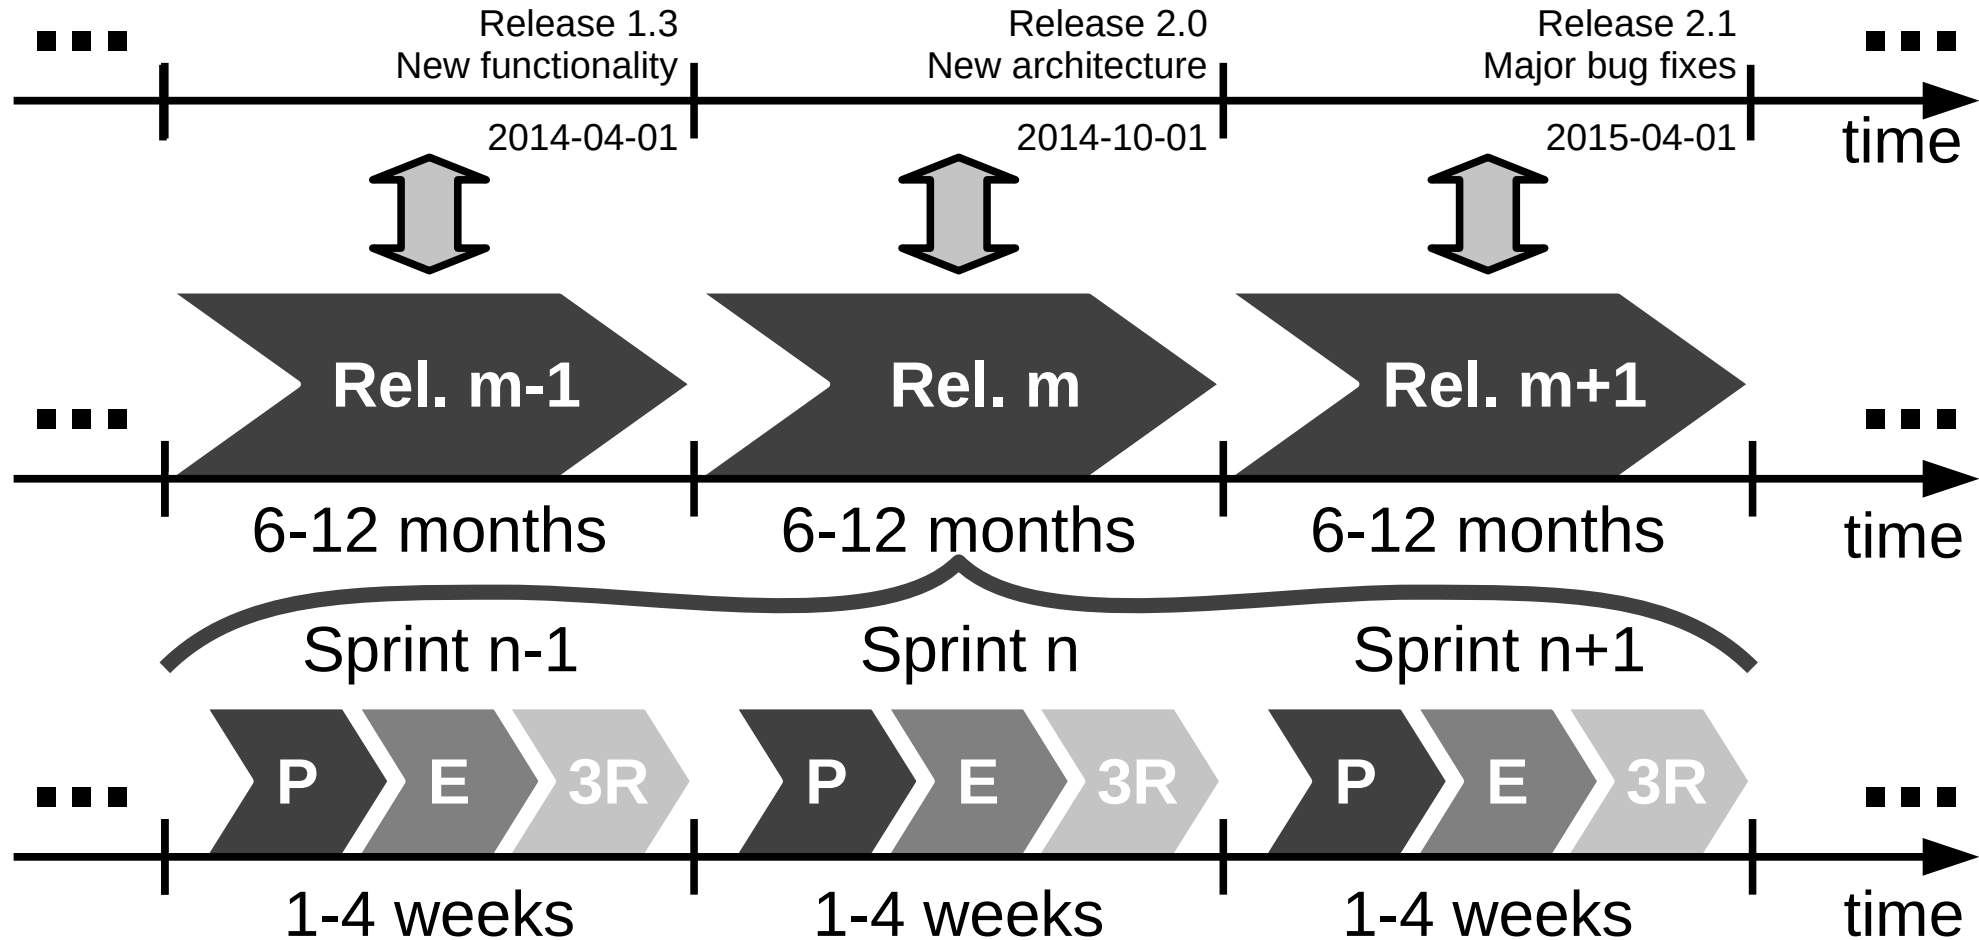 Release 1.3
New functionality
Release 2.0
New architecture
Release 2.1
Major bug fixes
2014-04-01
2014-10-01
2015-04-01
time
Rel. m-1
Rel. m
Rel. m+1
6-12 months
6-12 months
6-12 months
time
Sprint n-1
Sprint n
Sprint n+1
P
E
3R
P
E
3R
P
E
3R
1-4 weeks
1-4 weeks
1-4 weeks
time